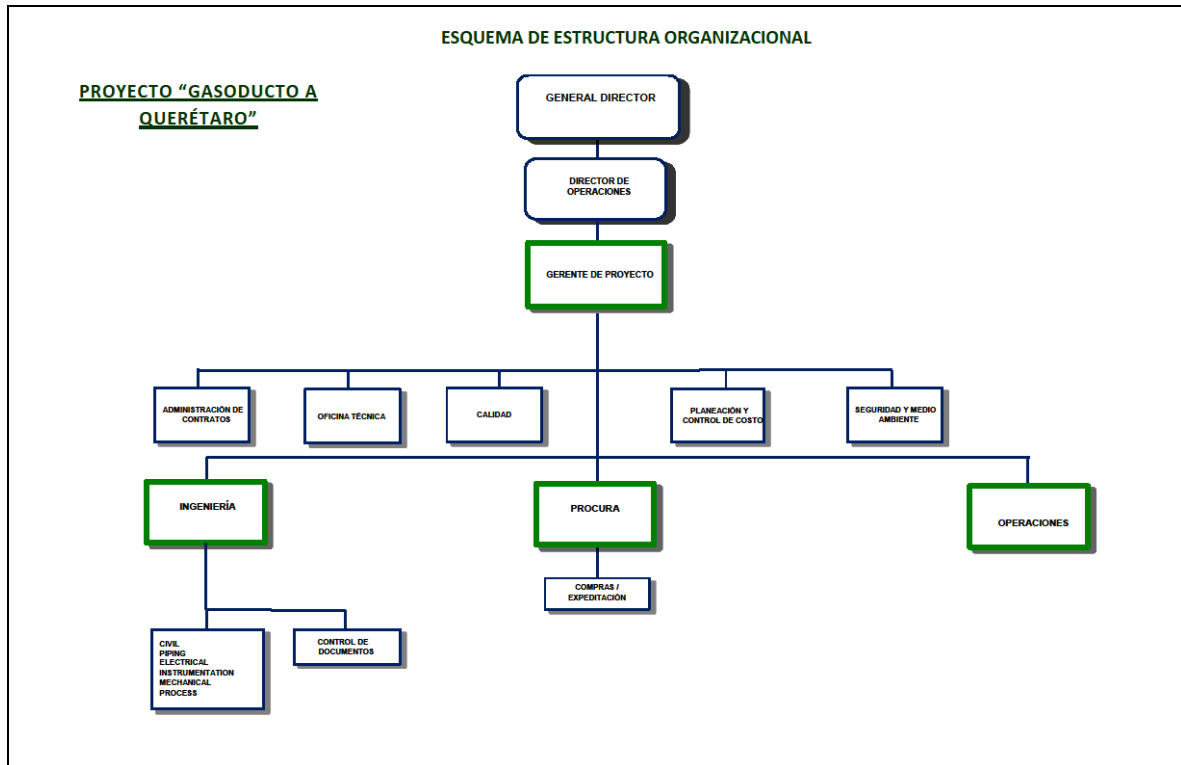 ESQUEMA DE ESTRUCTURA ORGANIZACIONAL
PROYECTO “GASODUCTO A
QUERÉTARO”
GENERAL DIRECTOR
DIRECTOR DE
OPERACIONES
GERENTE DE PROYECTO
ADMINISTRACIÓN DE
CONTRATOS
OFICINA TÉCNICA
CALIDAD
PLANEACIÓN Y
CONTROL DE COSTO
SEGURIDAD Y MEDIO
AMBIENTE
INGENIERÍA
PROCURA
OPERACIONES
COMPRAS /
EXPEDITACIÓN
CIVIL
PIPING
ELECTRICAL
INSTRUMENTATION
MECHANICAL
PROCESS
CONTROL DE
DOCUMENTOS